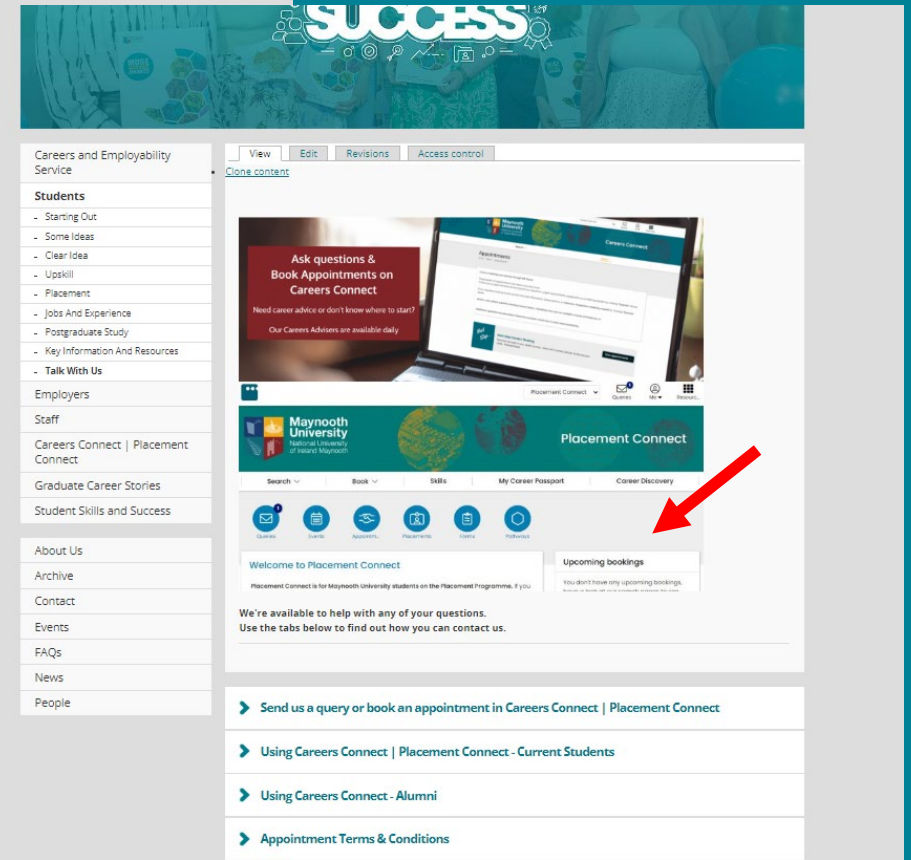 SUCCESS
Careers and Employability
Service
Students
- Starting Out
- Some Ideas
- Clear Idea
- Upskill
- Placement
- Jobs And Experience
- Postgraduate Study
- Key Information And Resources
- Talk With Us
Employers
Staff
Careers Connect | Placement
Connect
Graduate Career Stories
Student Skills and Success
About Us
Archive
Contact
Events
FAQs
News
People
View Edit Revisions Access control
Clone content
Ask questions &
Book Appointments on
Careers Connect
Need career advice or don't know where to start?
Our Careers Advisers are available daily
Maynooth
University
Careers Connect
Appointments
Placement Connect
Queries Me Resourc...
Maynooth
University
National University
of Ireland Maynooth
Placement Connect
Search Book Skills My Career Passport Career Discovery
Queries Events Appointm... Placements Forms Pathways
Welcome to Placement Connect
Placement Connect is for Maynooth University students on the Placement Programme. If you
Upcoming bookings
You don't have any upcoming bookings,
We're available to help with any of your questions.
Use the tabs below to find out how you can contact us.
Send us a query or book an appointment in Careers Connect | Placement Connect
Using Careers Connect | Placement Connect - Current Students
Using Careers Connect - Alumni
Appointment Terms & Conditions